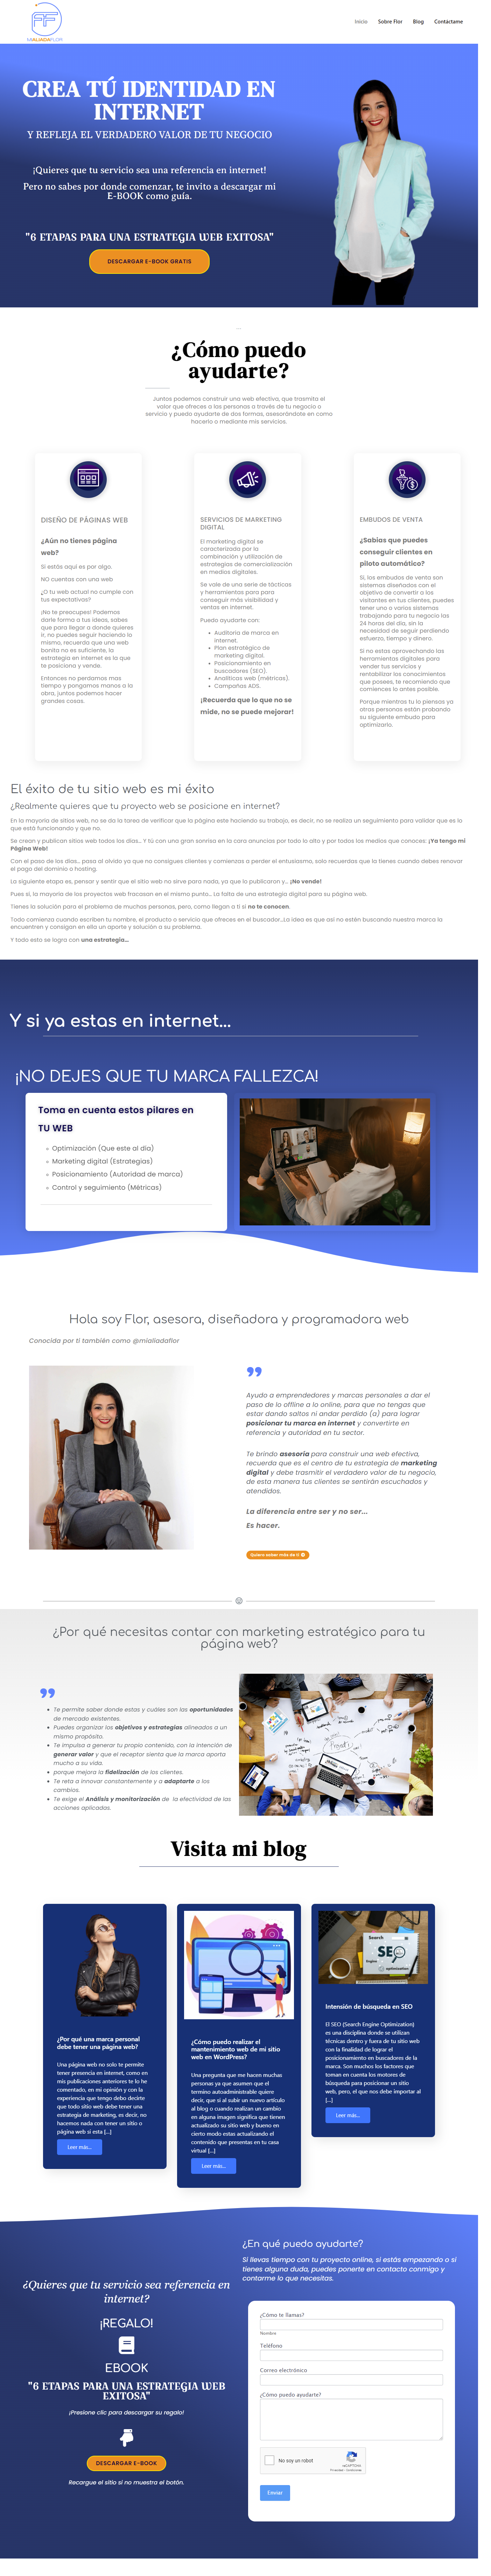 MIALIADAFLOR
Inicio
Sobre Flor
Blog
Contáctame
CREA TÚ IDENTIDAD EN
INTERNET
Y REFLEJA EL VERDADERO VALOR DE TU NEGOCIO
¡Quieres que tu servicio sea una referencia en internet!
Pero no sabes por donde comenzar, te invito a descargar mi
E-BOOK como guía.
"6 ETAPAS PARA UNA ESTRATEGIA WEB EXITOSA"
DESCARGAR E-BOOK GRATIS
¿Cómo puedo
ayudarte?
Juntos podemos construir una web efectiva, que trasmita el
valor que ofreces a las personas a través de tu negocio o
servicio y puedo ayudarte de dos formas, asesorándote en como
hacerlo o mediante mis servicios.
DISEÑO DE PÁGINAS WEB
¿Aún no tienes página
web?
Si estás aquí es por algo.
NO cuentas con una web
¿O tu web actual no cumple con
tus expectativas?
¡No te preocupes! Podemos
darle forma a tus ideas, sabes
que para llegar a donde quieres
ir, no puedes seguir haciendo lo
mismo, recuerda que una web
bonita no es suficiente, la
estrategia en internet es la que
te posiciona y vende.
Entonces no perdamos mas
tiempo y pongamos manos a la
obra, juntos podemos hacer
grandes cosas.
SERVICIOS DE MARKETING
DIGITAL
El marketing digital se
caracterizada por la
combinación y utilización de
estrategias de comercialización
en medios digitales.
Se vale de una serie de tácticas
y herramientas para para
conseguir más visibilidad y
ventas en internet.
Puedo ayudarte con:
Auditoría de marca en
internet.
Plan estratégico de
marketing digital.
Posicionamiento en
buscadores (SEO).
Analíticas web (métricas).
Campañas ADS.
¡Recuerda que lo que no se
mide, no se puede mejorar!
EMBUDOS DE VENTA
¿Sabías que puedes
conseguir clientes en
piloto automático?
Sí, los embudos de venta son
sistemas diseñados con el
objetivo de convertir a los
visitantes en tus clientes, puedes
tener uno o varios sistemas
trabajando para tu negocio las
24 horas del día, sin la
necesidad de seguir perdiendo
esfuerzo, tiempo y dinero.
Si no estas aprovechando las
herramientas digitales para
vender tus servicios y
rentabilizar los conocimientos
que posees, te recomiendo que
comiences lo antes posible.
Porque mientras tu lo piensas ya
otras personas están probando
su siguiente embudo para
optimizarlo.
El éxito de tu sitio web es mi éxito
¿Realmente quieres que tu proyecto web se posicione en internet?
En la mayoría de sitios web, no se da la tarea de verificar que la página este haciendo su trabajo, es decir, no se realiza un seguimiento para validar que es lo
que está funcionando y que no.
Se crean y publican sitios web todos los días... Y tú con una gran sonrisa en la cara anuncias por todo lo alto y por todos los medios que conoces: ¡Ya tengo mi
Página Web!
Con el paso de los días... pasa al olvido ya que no consigues clientes y comienzas a perder el entusiasmo, solo recuerdas que la tienes cuando debes renovar
el pago del dominio o hosting.
La siguiente etapa es, pensar y sentir que el sitio web no sirve para nada, ya que lo publicaron y... ¡No vende!
Pues sí, la mayoría de los proyectos web fracasan en el mismo punto... La falta de una estrategia digital para su página web.
Tienes la solución para el problema de muchas personas, pero, como llegan a ti si no te conocen.
Todo comienza cuando escriben tu nombre, el producto o servicio que ofreces en el buscador...La idea es que así no estén buscando nuestra marca la
encuentren y consigan en ella un aporte y solución a su problema.
Y todo esto se logra con una estrategia...
Y si ya estas en internet...
¡NO DEJES QUE TU MARCA FALLEZCA!
Toma en cuenta estos pilares en
TU WEB
Optimización (Que este al día)
Marketing digital (Estrategias)
Posicionamiento (Autoridad de marca)
Control y seguimiento (Métricas)
Hola soy Flor, asesora, diseñadora y programadora web
Conocida por ti también como @mialiadaflor
Ayudo a emprendedores y marcas personales a dar el
paso de lo offline a lo online, para que no tengas que
estar dando saltos ni andar perdido (a) para lograr
posicionar tu marca en internet y convertirte en
referencia y autoridad en tu sector.
Te brindo asesoría para construir una web efectiva,
recuerda que es el centro de tu estrategia de marketing
digital y debe trasmitir el verdadero valor de tu negocio,
de esta manera tus clientes se sentirán escuchados y
atendidos.
La diferencia entre ser y no ser...
Es hacer.
Quiero saber más de ti
¿Por qué necesitas contar con marketing estratégico para tu
página web?
Te permite saber donde estas y cuáles son las oportunidades
de mercado existentes.
Puedes organizar los objetivos y estrategias alineados a un
mismo propósito.
Te impulsa a generar tu propio contenido, con la intención de
generar valor y que el receptor sienta que la marca aporta
mucho a su vida.
porque mejora la fidelización de los clientes.
Te reta a innovar constantemente y a adaptarte a los
cambios.
Te exige el Análisis y monitorización de la efectividad de las
acciones aplicadas.
Visita mi blog
¿Por qué una marca personal
debe tener una página web?
Una página web no solo te permite
tener presencia en internet, como en
mis publicaciones anteriores te lo he
comentado, en mi opinión y con la
experiencia que tengo debo decirte
que todo sitio web debe tener una
estrategia de marketing, es decir, no
hacemos nada con tener un sitio o
página web si esta [...]
Leer más...
¿Cómo puedo realizar el
mantenimiento web de mi sitio
web en WordPress?
Una pregunta que me hacen muchas
personas ya que asumen que el
termino autoadministrable quiere
decir, que si al subir un nuevo artículo
al blog o cuando realizan un cambio
en alguna imagen significa que tienen
actualizado su sitio web y bueno en
cierto modo estas actualizando el
contenido que presentas en tu casa
virtual [...]
Leer más...
Search
SEO
Engine
optimization
Intensión de búsqueda en SEO
El SEO (Search Engine Optimization)
es una disciplina donde se utilizan
técnicas dentro y fuera de tu sitio web
con la finalidad de lograr el
posicionamiento en buscadores de la
marca. Son muchos los factores que
toman en cuenta los motores de
búsqueda para posicionar un sitio
web, pero, el que nos debe importar al
[...]
Leer más...
¿Quieres que tu servicio sea referencia en
internet?
¡REGALO!
EBOOK
"6 ETAPAS PARA UNA ESTRATEGIA WEB
EXITOSA"
¡Presione clic para descargar su regalo!
DESCARGAR E-BOOK
Recargue el sitio si no muestra el botón.
¿En qué puedo ayudarte?
Si llevas tiempo con tu proyecto online, si estás empezando o si
tienes alguna duda, puedes ponerte en contacto conmigo y
contarme lo que necesitas.
¿Cómo te llamas?
Nombre
Teléfono
Correo electrónico
¿Cómo puedo ayudarte?
No soy un robot
reCAPTCHA
Privacidad - Condiciones
Enviar